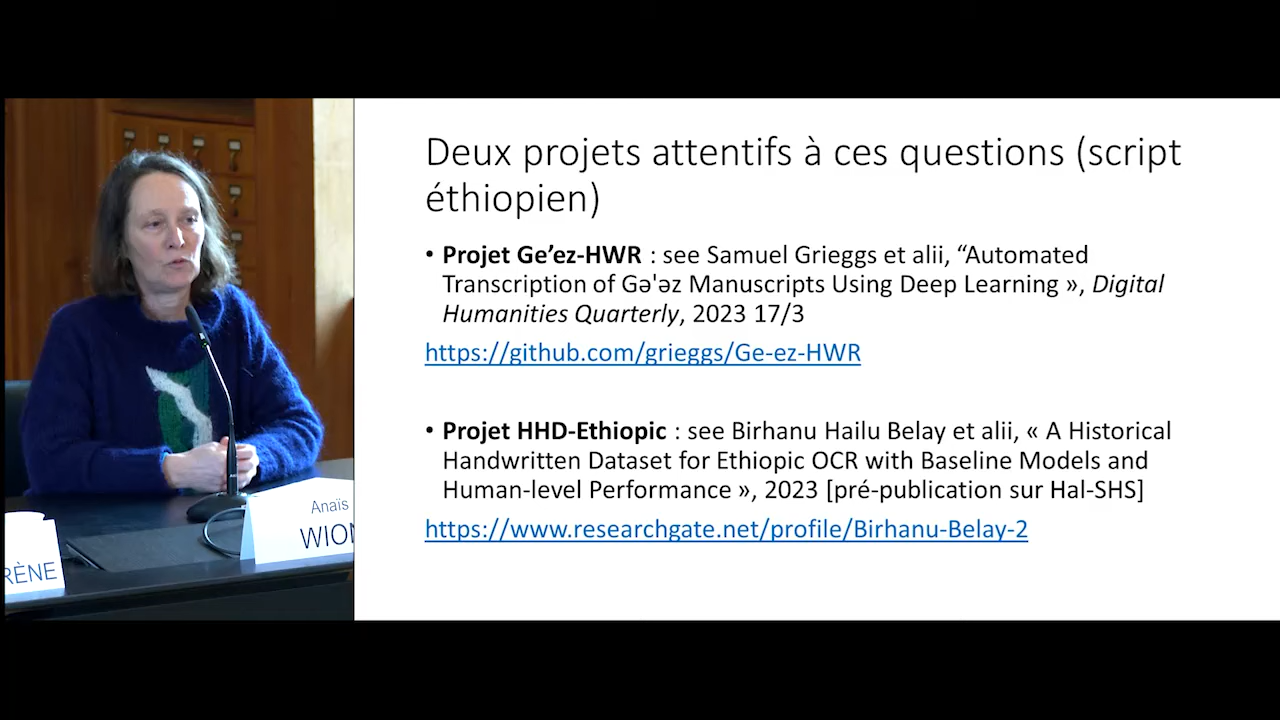 Deux projets attentifs à ces questions (script
éthiopien)
• Projet Ge’ez-HWR : see Samuel Grieggs et alii, “Automated
Transcription of Gə'əz Manuscripts Using Deep Learning », Digital
Humanities Quarterly, 2023 17/3
https://github.com/grieggs/Ge-ez-HWR
• Projet HHD-Ethiopic : see Birhanu Hailu Belay et alii, « A Historical
Handwritten Dataset for Ethiopic OCR with Baseline Models and
Human-level Performance », 2023 [pré-publication sur Hal-SHS]
https://www.researchgate.net/profile/Birhanu-Belay-2
Anaïs
WION
RÈNE